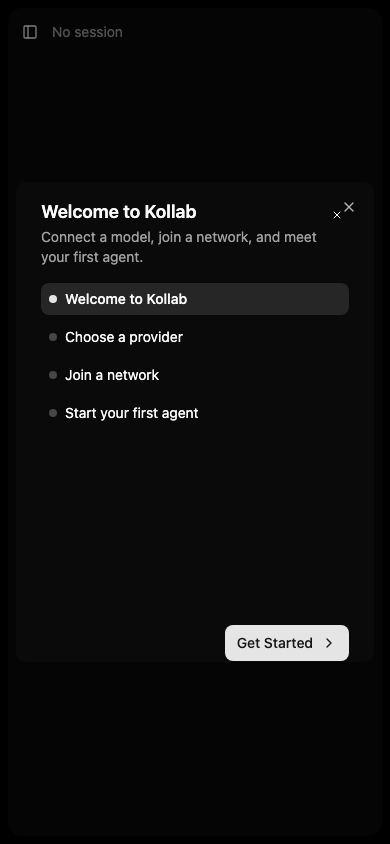 No session
Welcome to Kollab
Connect a model, join a network, and meet
your first agent.
Welcome to Kollab
Choose a provider
Join a network
Start your first agent
Get Started